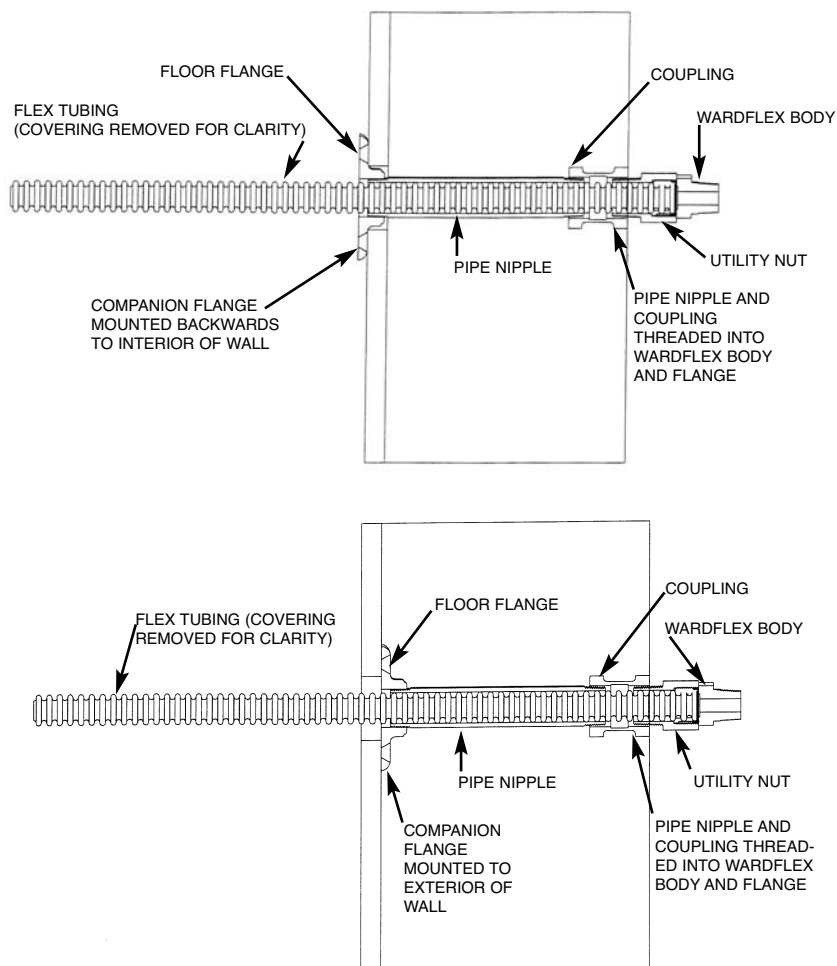 FLOOR FLANGE
COUPLING
FLEX TUBING
(COVERING REMOVED FOR CLARITY)
WARDFLEX BODY
PIPE NIPPLE
UTILITY NUT
COMPANION FLANGE
MOUNTED BACKWARDS
TO INTERIOR OF WALL
PIPE NIPPLE AND
COUPLING
THREADED INTO
WARDFLEX BODY
AND FLANGE
FLOOR FLANGE
COUPLING
FLEX TUBING (COVERING
REMOVED FOR CLARITY)
WARDFLEX BODY
PIPE NIPPLE
UTILITY NUT
COMPANION
FLANGE
MOUNTED TO
EXTERIOR OF
WALL
PIPE NIPPLE AND
COUPLING THREAD-
ED INTO WARDFLEX
BODY AND FLANGE